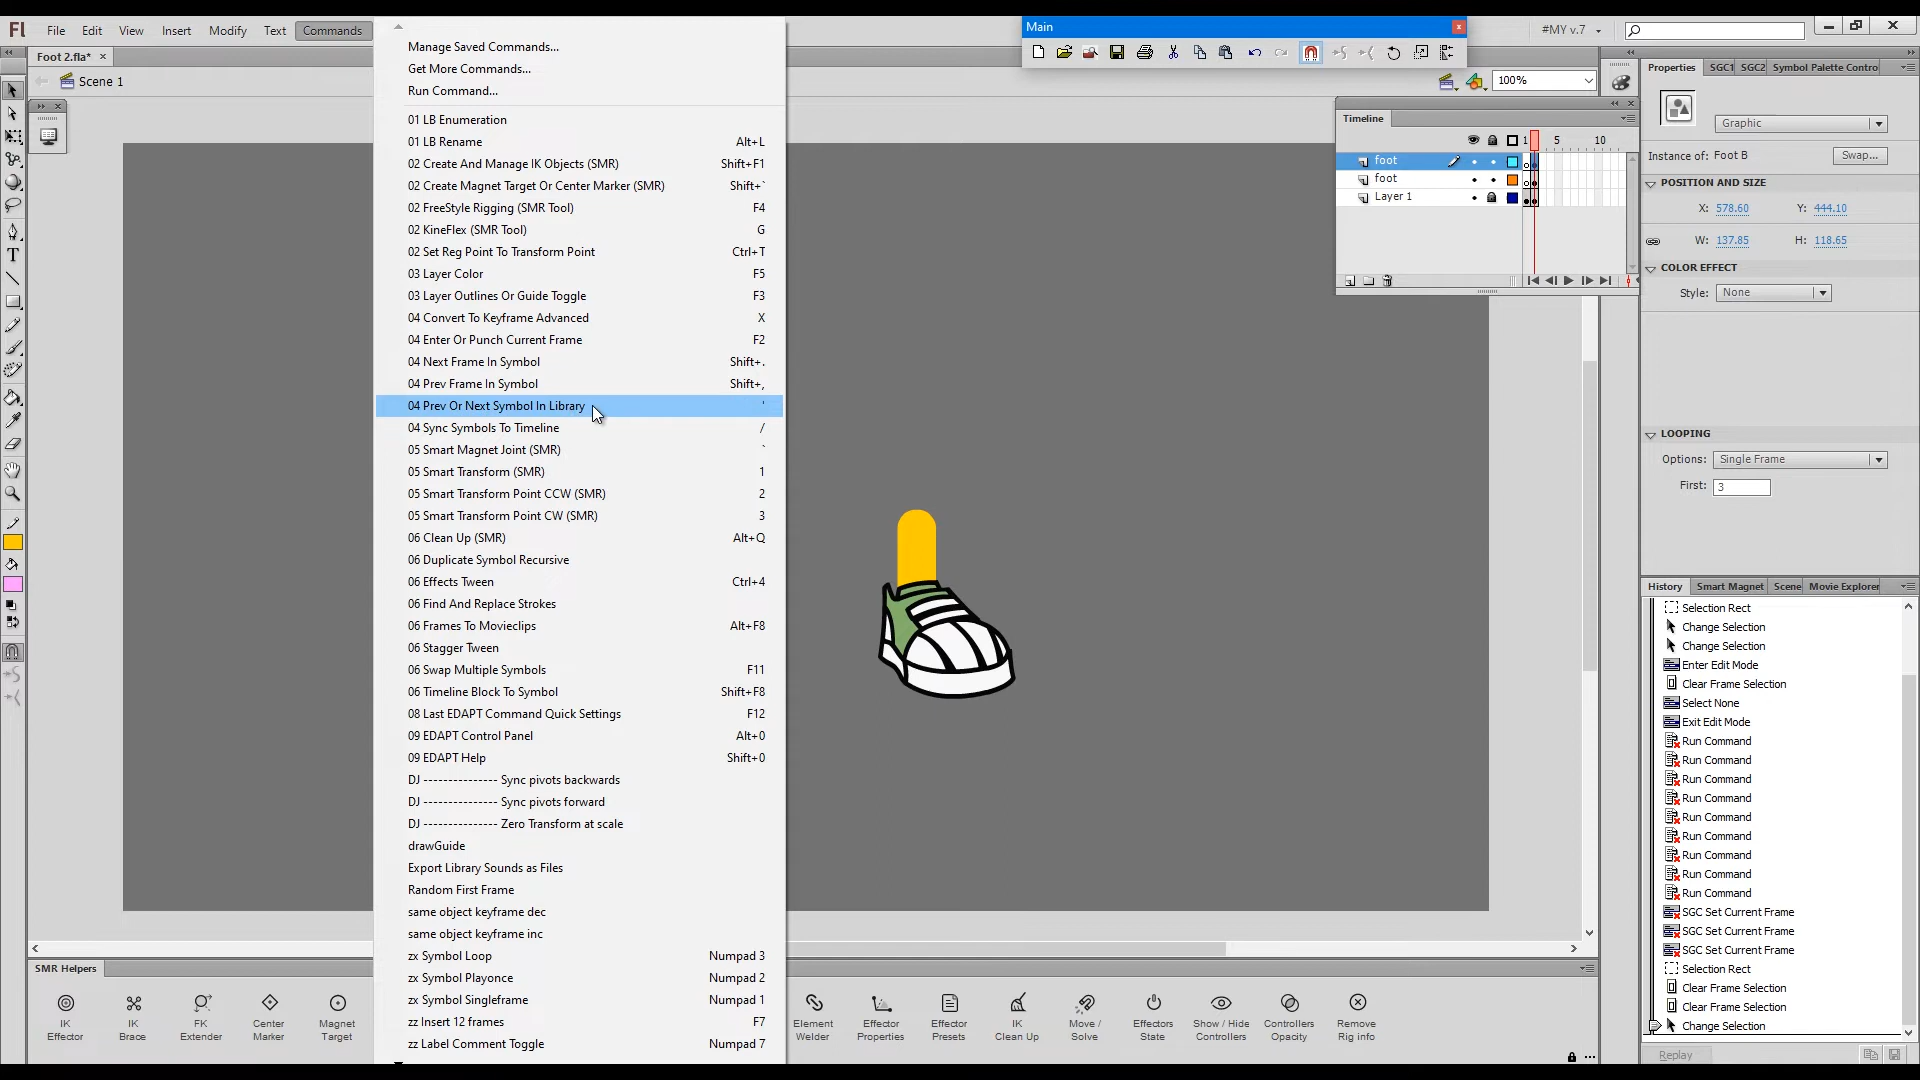 Fl File Edit View Insert Modify Text Commands
Main
#MY v.7
Foot 2.fla*
Scene 1
100%
Manage Saved Commands...
Get More Commands...
Run Command...
01 LB Enumeration
01 LB Rename Alt+L
02 Create And Manage IK Objects (SMR) Shift+F1
02 Create Magnet Target Or Center Marker (SMR) Shift+`
02 FreeStyle Rigging (SMR Tool) F4
02 KineFlex (SMR Tool) G
02 Set Reg Point To Transform Point Ctrl+T
03 Layer Color F5
03 Layer Outlines Or Guide Toggle F3
04 Convert To Keyframe Advanced X
04 Enter Or Punch Current Frame F2
04 Next Frame In Symbol Shift+.
04 Prev Frame In Symbol Shift+,
04 Prev Or Next Symbol In Library '
04 Sync Symbols To Timeline /
05 Smart Magnet Joint (SMR) `
05 Smart Transform (SMR) 1
05 Smart Transform Point CCW (SMR) 2
05 Smart Transform Point CW (SMR) 3
06 Clean Up (SMR) Alt+Q
06 Duplicate Symbol Recursive
06 Effects Tween Ctrl+4
06 Find And Replace Strokes
06 Frames To Movieclips Alt+F8
06 Stagger Tween
06 Swap Multiple Symbols F11
06 Timeline Block To Symbol Shift+F8
08 Last EDAPT Command Quick Settings F12
09 EDAPT Control Panel Alt+0
09 EDAPT Help Shift+0
DJ --------------- Sync pivots backwards
DJ --------------- Sync pivots forward
DJ --------------- Zero Transform at scale
drawGuide
Export Library Sounds as Files
Random First Frame
same object keyframe dec
same object keyframe inc
zx Symbol Loop Numpad 3
zx Symbol Playonce Numpad 2
zx Symbol Singleframe Numpad 1
zz Insert 12 frames F7
zz Label Comment Toggle Numpad 7
Timeline
1 5 10
foot
foot
Layer 1
Properties SGC1 SGC2 Symbol Palette Contro
Graphic
Instance of: Foot B Swap...
POSITION AND SIZE
X: 578.60 Y: 444.10
W: 137.85 H: 118.65
COLOR EFFECT
Style: None
LOOPING
Options: Single Frame
First: 3
History Smart Magnet Scene Movie Explorer
Selection Rect
Change Selection
Change Selection
Enter Edit Mode
Clear Frame Selection
Select None
Exit Edit Mode
Run Command
Run Command
Run Command
Run Command
Run Command
Run Command
Run Command
Run Command
Run Command
SGC Set Current Frame
SGC Set Current Frame
SGC Set Current Frame
Selection Rect
Clear Frame Selection
Clear Frame Selection
Change Selection
Replay
SMR Helpers
IK Effector
IK Brace
FK Extender
Center Marker
Magnet Target
Element Welder
Effector Properties
Effector Presets
IK Clean Up
Move / Solve
Effectors State
Show / Hide Controllers
Controllers Opacity
Remove Rig info